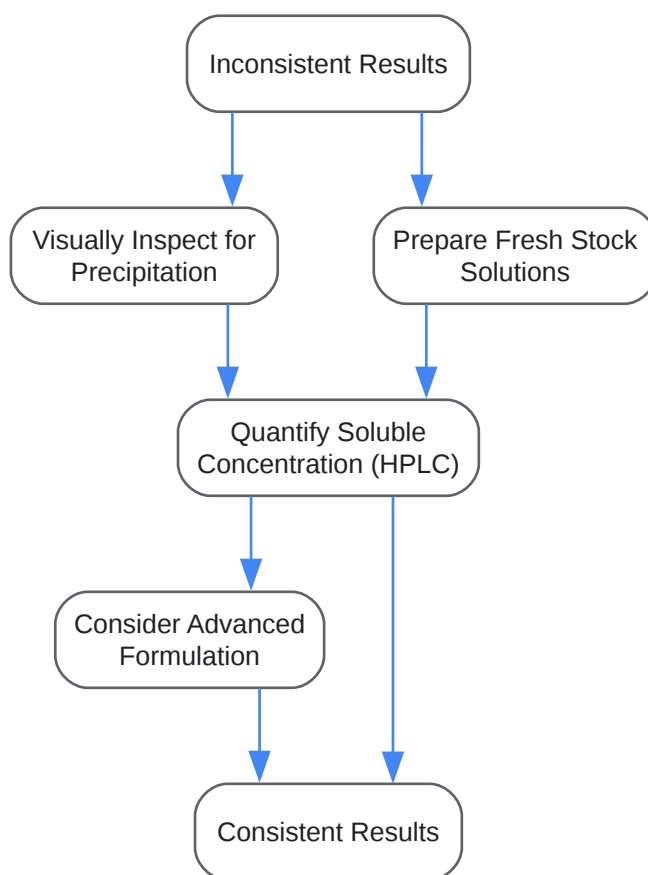 Inconsistent Results
Visually Inspect for
Precipitation
Prepare Fresh Stock
Solutions
Quantify Soluble
Concentration (HPLC)
Consider Advanced
Formulation
Consistent Results